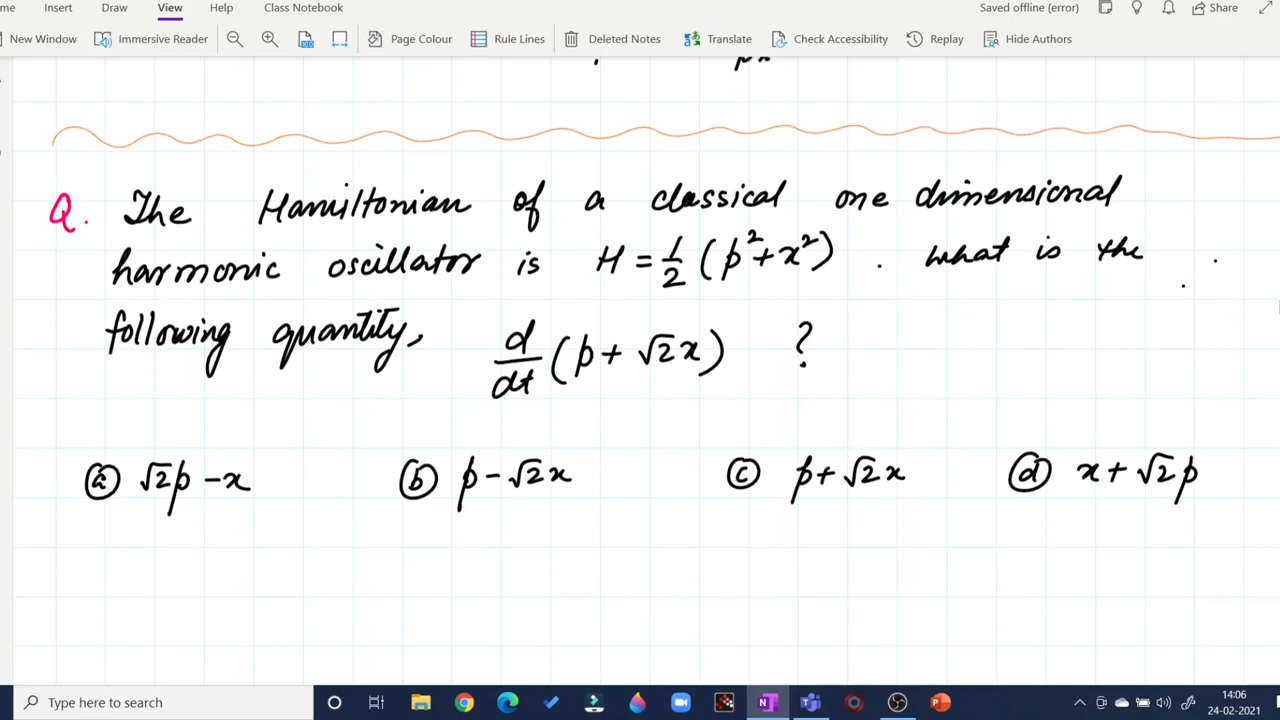 me Insert Draw View Help Class Notebook Saved offline (error) Share
New Window Immersive Reader Page Colour Rule Lines Deleted Notes Translate Check Accessibility Replay Hide Authors
Q. The Hamiltonian of a classical one dimensional
harmonic oscillator is H = 1/2 (p² + x²) . what is the
following quantity, d/dt (p + √2x) ?
(a) √2p - x (b) p - √2x (c) p + √2x (d) x + √2p
Type here to search 14:06
24-02-2021